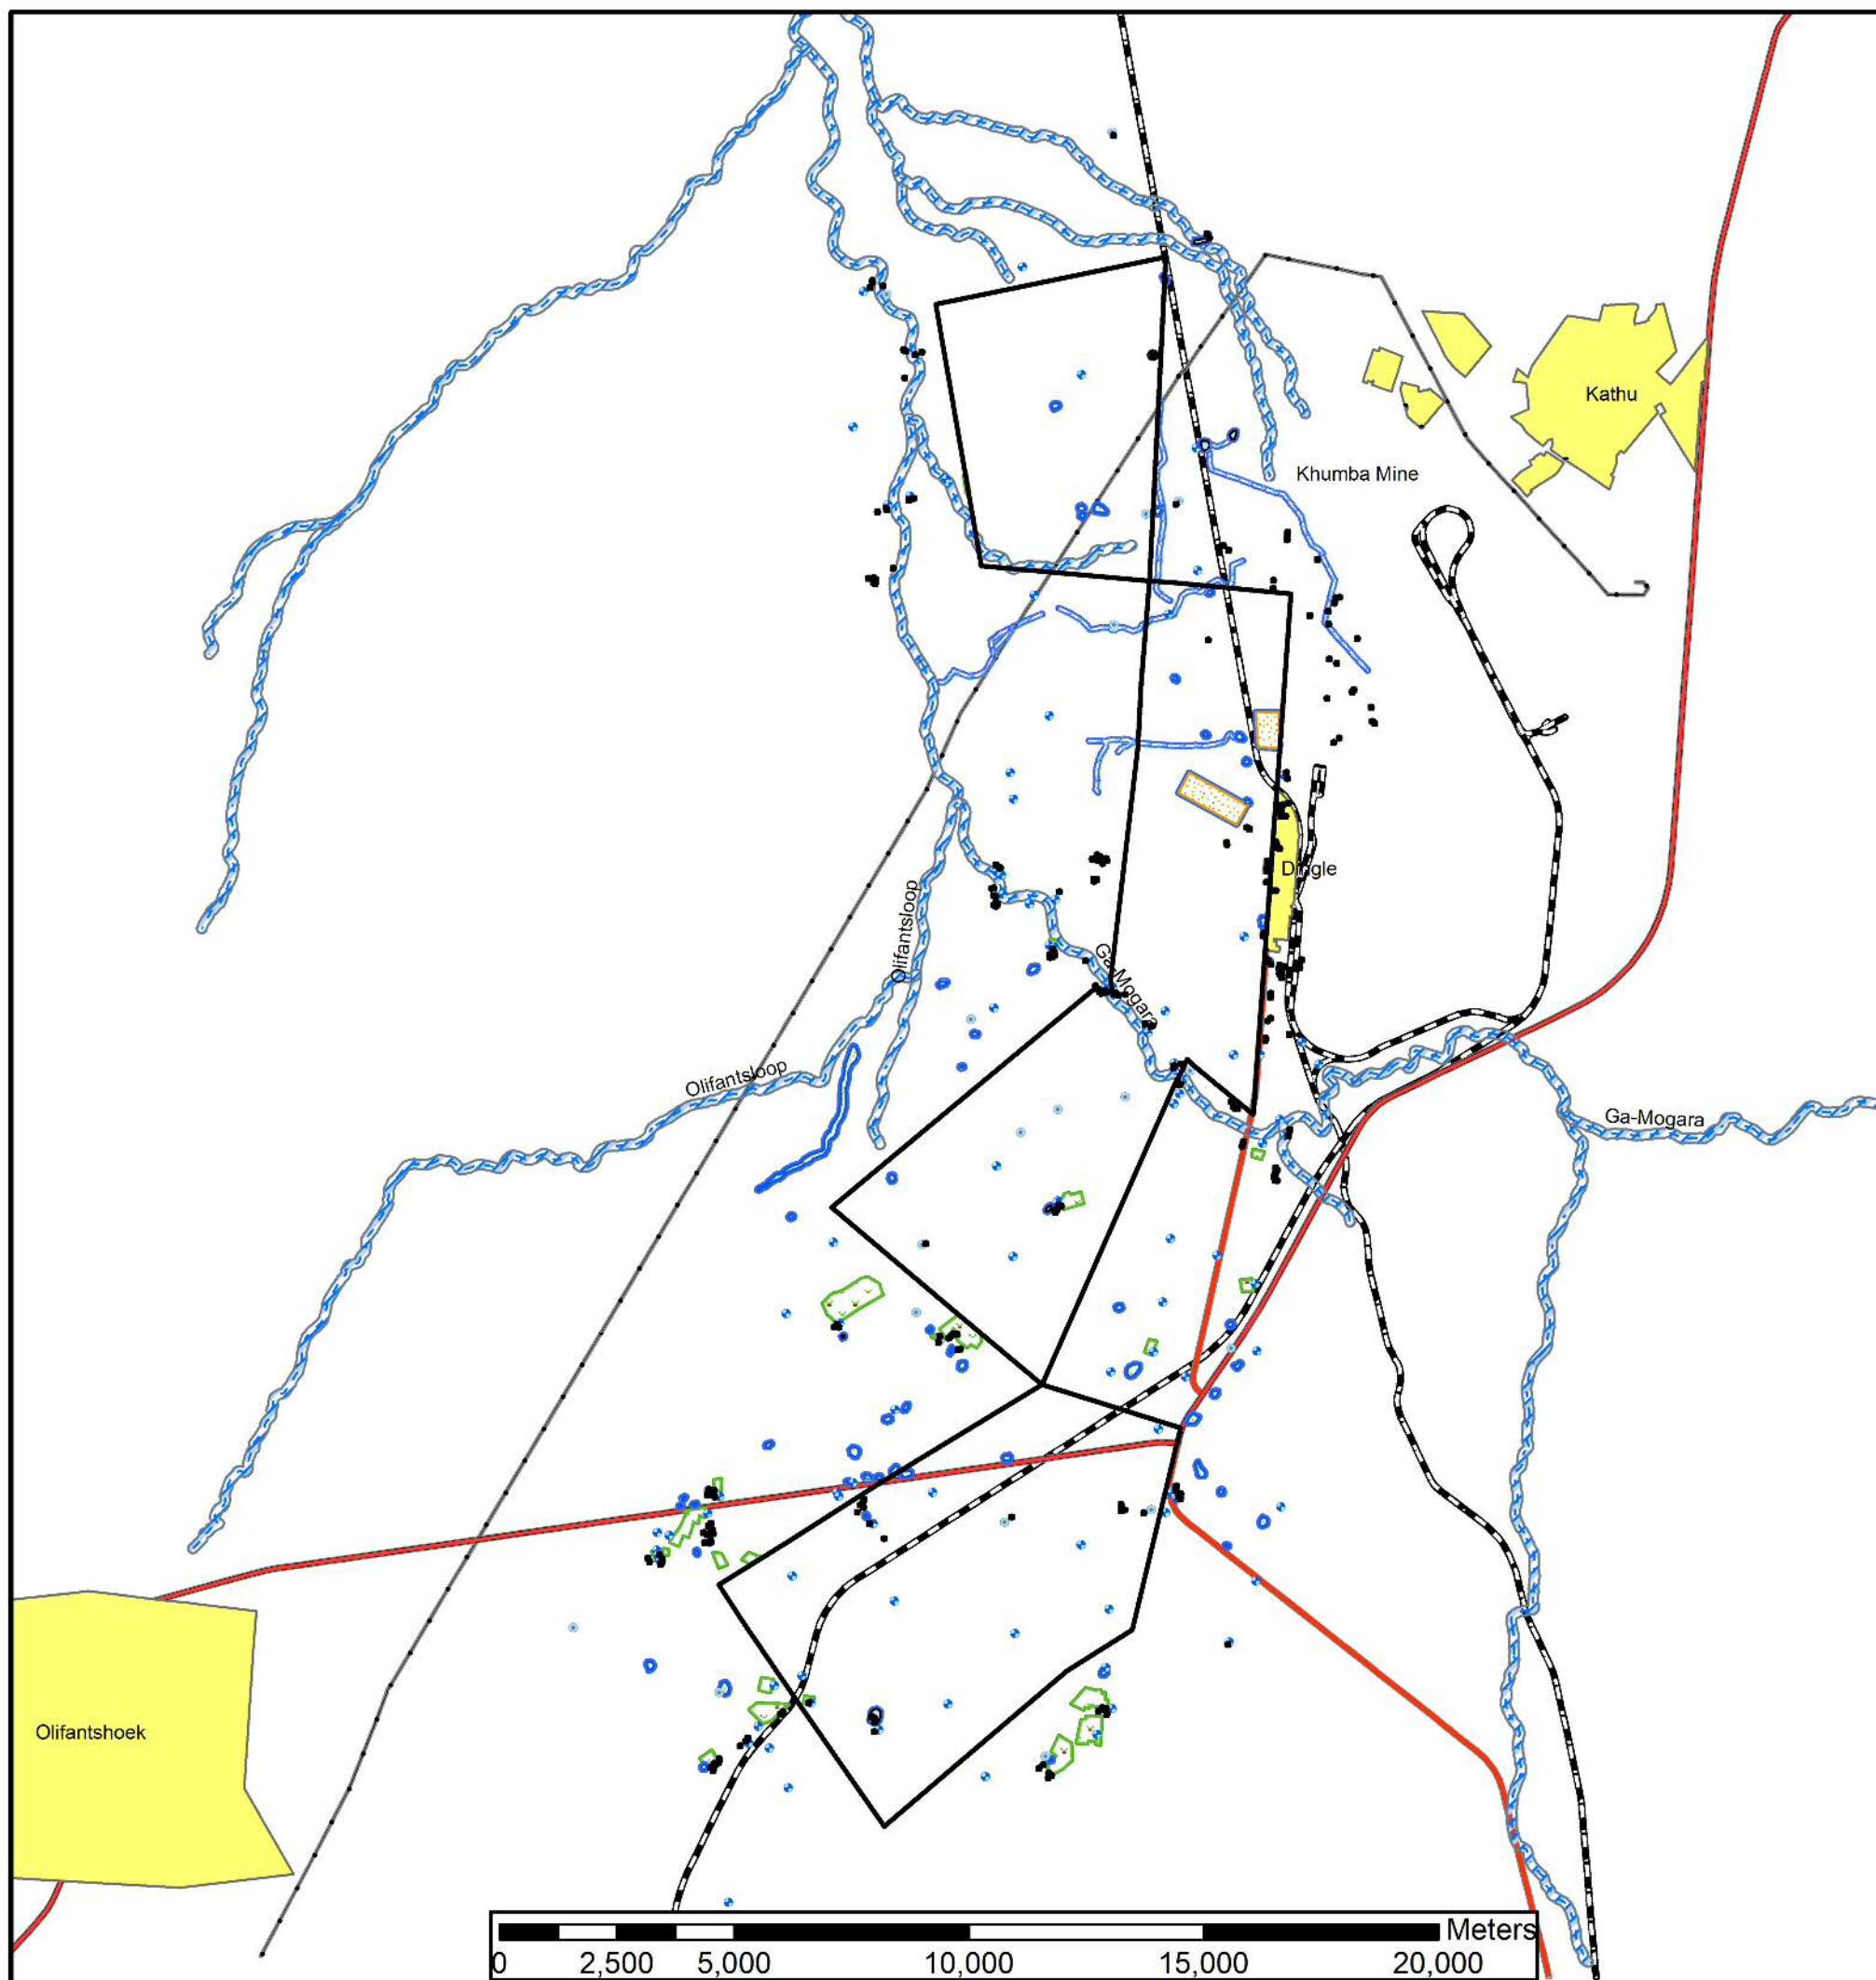 Kathu
Khumba Mine
Dingle
Olifantsloop
Ga-Mogara
Olifantsloop
Ga-Mogara
Olifantshoek
Meters
0 2,500 5,000 10,000 15,000 20,000